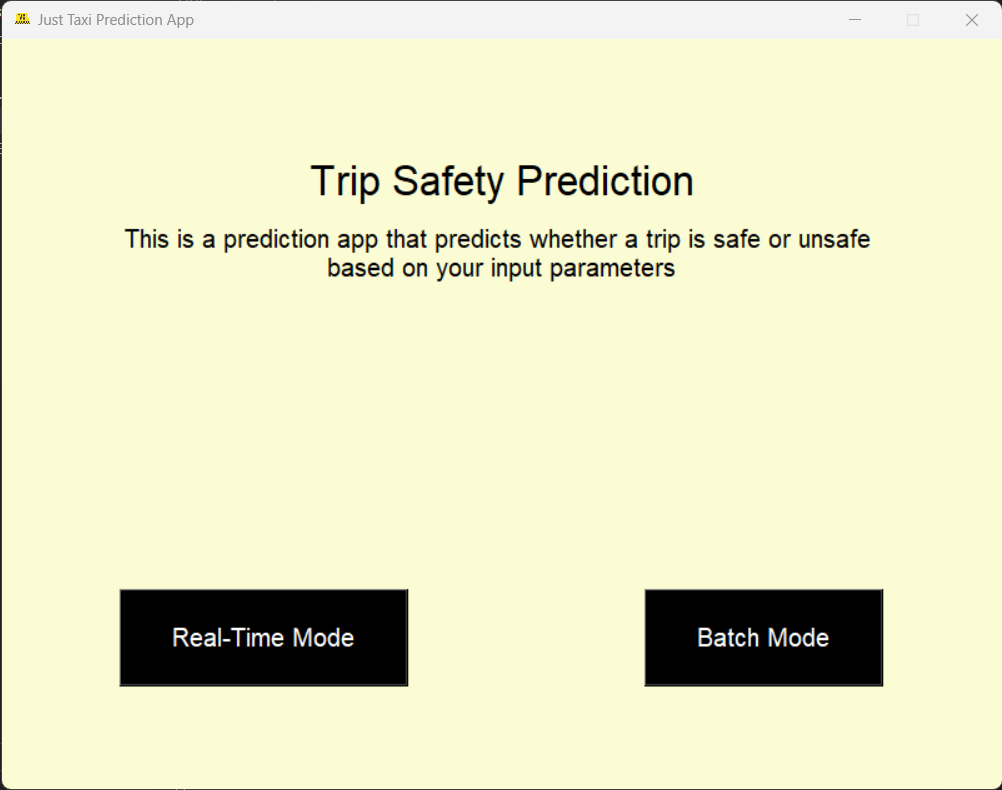 Just Taxi Prediction App
Trip Safety Prediction
This is a prediction app that predicts whether a trip is safe or unsafe
based on your input parameters
Real-Time Mode
Batch Mode